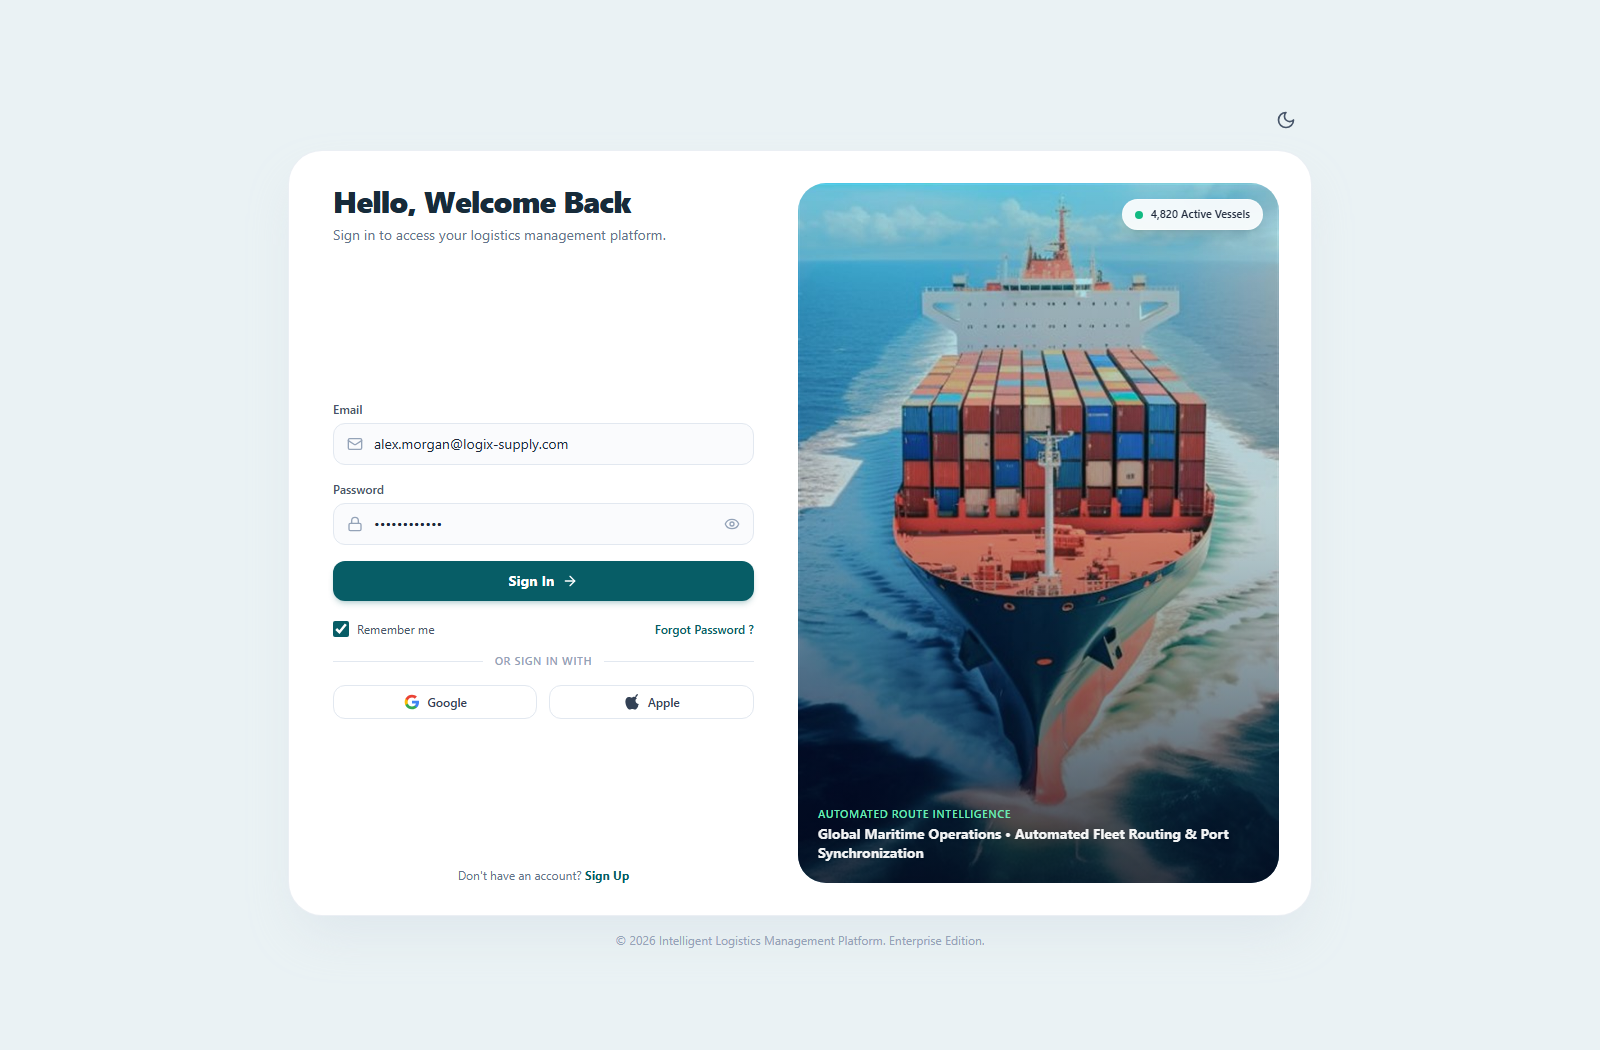 Hello, Welcome Back
Sign in to access your logistics management platform.
Email
alex.morgan@logix-supply.com
Password
••••••••••••
Sign In
Remember me
Forgot Password ?
OR SIGN IN WITH
Google
Apple
Don't have an account? Sign Up
4,820 Active Vessels
AUTOMATED ROUTE INTELLIGENCE
Global Maritime Operations • Automated Fleet Routing & Port
Synchronization
© 2026 Intelligent Logistics Management Platform. Enterprise Edition.